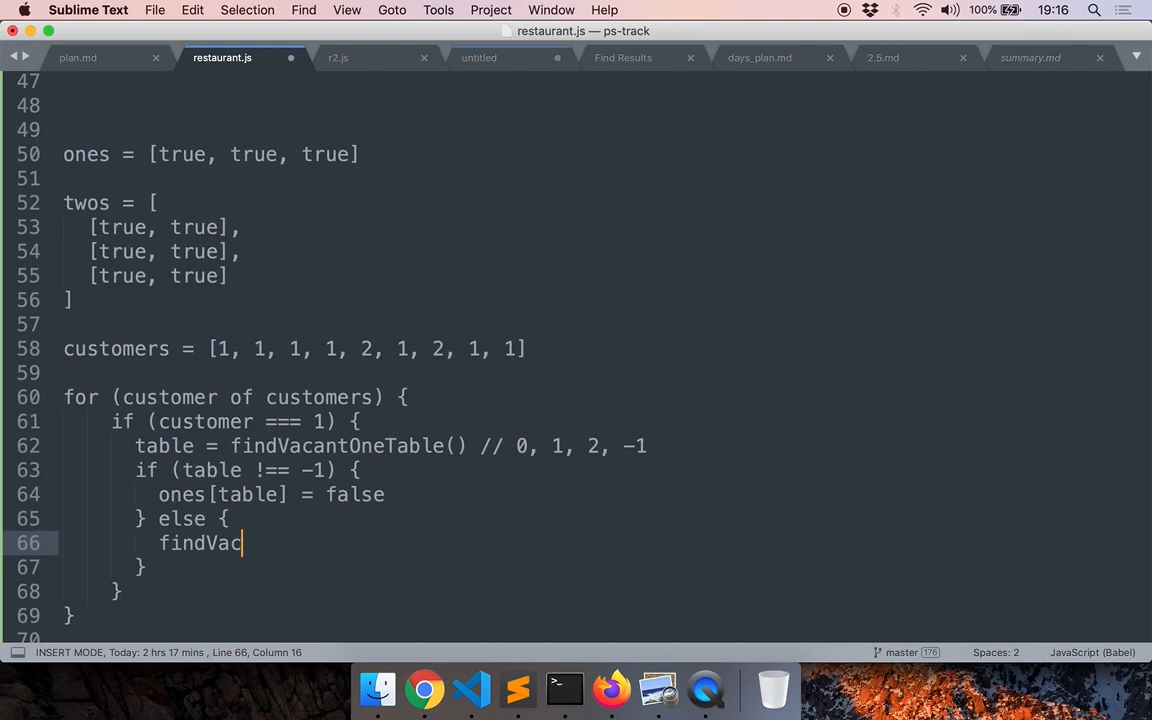 Sublime Text File Edit Selection Find View Goto Tools Project Window Help 100% 19:16
restaurant.js — ps-track
plan.md restaurant.js r2.js untitled Find Results days_plan.md 2.5.md summary.md
47
48
49
50 ones = [true, true, true]
51
52 twos = [
53 [true, true],
54 [true, true],
55 [true, true]
56 ]
57
58 customers = [1, 1, 1, 1, 2, 1, 2, 1, 1]
59
60 for (customer of customers) {
61 if (customer === 1) {
62 table = findVacantOneTable() // 0, 1, 2, -1
63 if (table !== -1) {
64 ones[table] = false
65 } else {
66 findVac
67 }
68 }
69 }
70
INSERT MODE, Today: 2 hrs 17 mins , Line 66, Column 16 master 176 Spaces: 2 JavaScript (Babel)